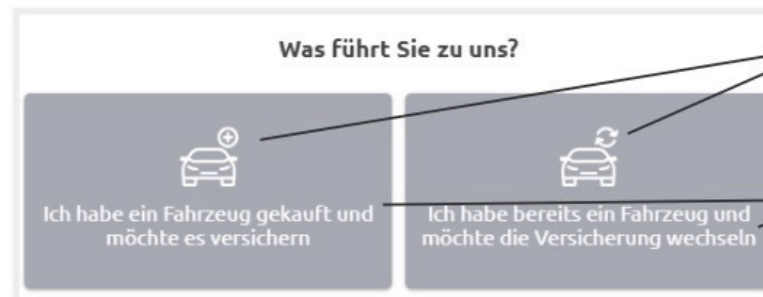 Was führt Sie zu uns?
Ich habe ein Fahrzeug gekauft und
möchte es versichern
Ich habe bereits ein Fahrzeug und
möchte die Versicherung wechseln